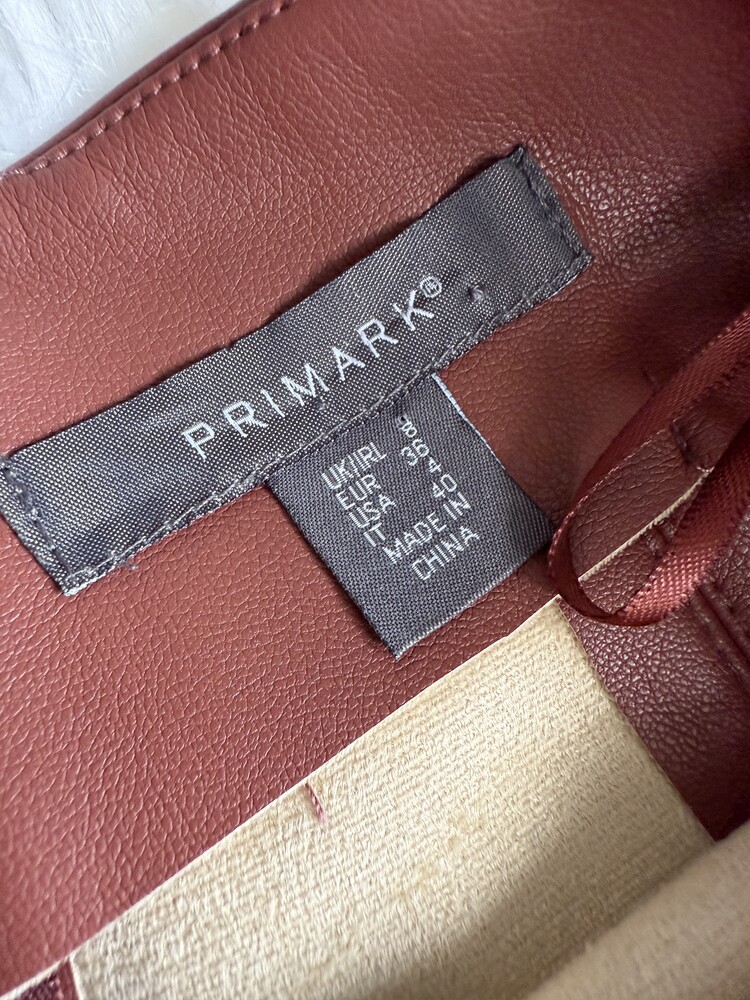 PRIMARK®
UK/IRL 8
EUR 36
USA 4
IT 40
MADE IN
CHINA